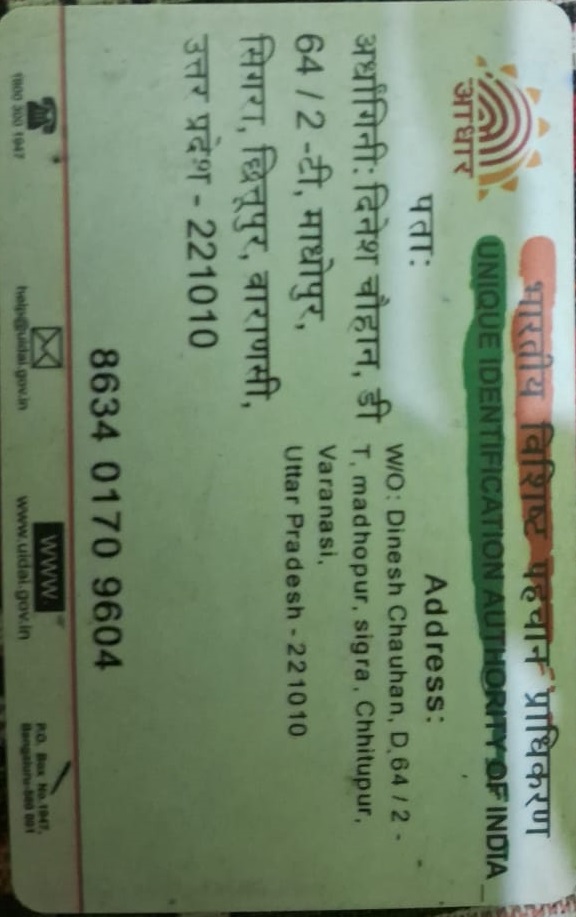 भारतीय विशिष्ट पहचान प्राधिकरण
UNIQUE IDENTIFICATION AUTHORITY OF INDIA
आधार
पता:
अर्धांगिनी: दिनेश चौहान, डी
64 / 2 -टी, माधोपुर,
सिगरा, छित्तूपुर, वाराणसी,
उत्तर प्रदेश - 221010
Address:
W/O: Dinesh Chauhan, D 64 / 2 -
T, madhopur, sigra, Chhitupur,
Varanasi,
Uttar Pradesh - 221010
8634 0170 9604
1800 300 1947
help@uidai.gov.in
www.
www.uidai.gov.in
P.O. Box No.1947,
Bengaluru-560 001